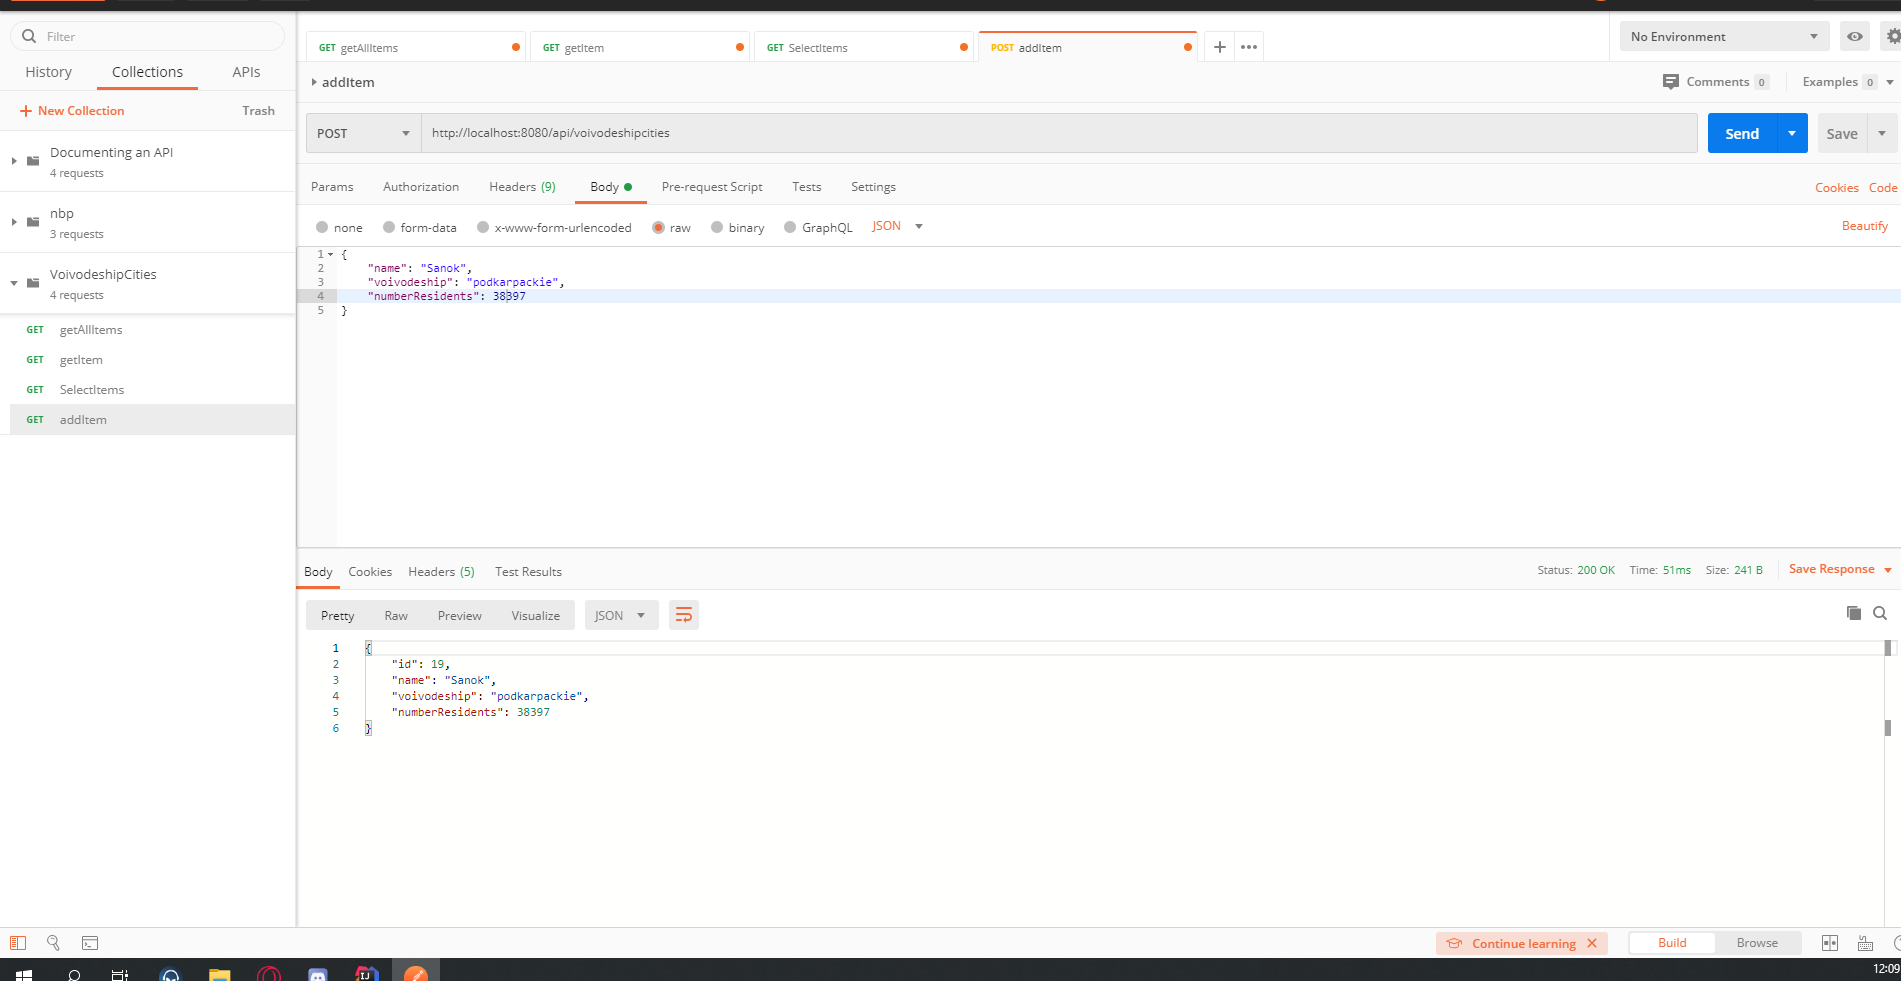 Filter
History Collections APIs
+ New Collection Trash
Documenting an API
4 requests
nbp
3 requests
VoivodeshipCities
4 requests
GET getAllItems
GET getItem
GET SelectItems
GET addItem
GET getAllItems GET getItem GET SelectItems POST addItem + •••
No Environment
addItem
Comments 0 Examples 0
POST http://localhost:8080/api/voivodeshipcities Send Save
Params Authorization Headers (9) Body Pre-request Script Tests Settings Cookies Code
none form-data x-www-form-urlencoded raw binary GraphQL JSON Beautify
1 {
2 "name": "Sanok",
3 "voivodeship": "podkarpackie",
4 "numberResidents": 38397
5 }
Body Cookies Headers (5) Test Results Status: 200 OK Time: 51ms Size: 241 B Save Response
Pretty Raw Preview Visualize JSON
1 {
2 "id": 19,
3 "name": "Sanok",
4 "voivodeship": "podkarpackie",
5 "numberResidents": 38397
6 }
Continue learning Build Browse
IJ
12:09